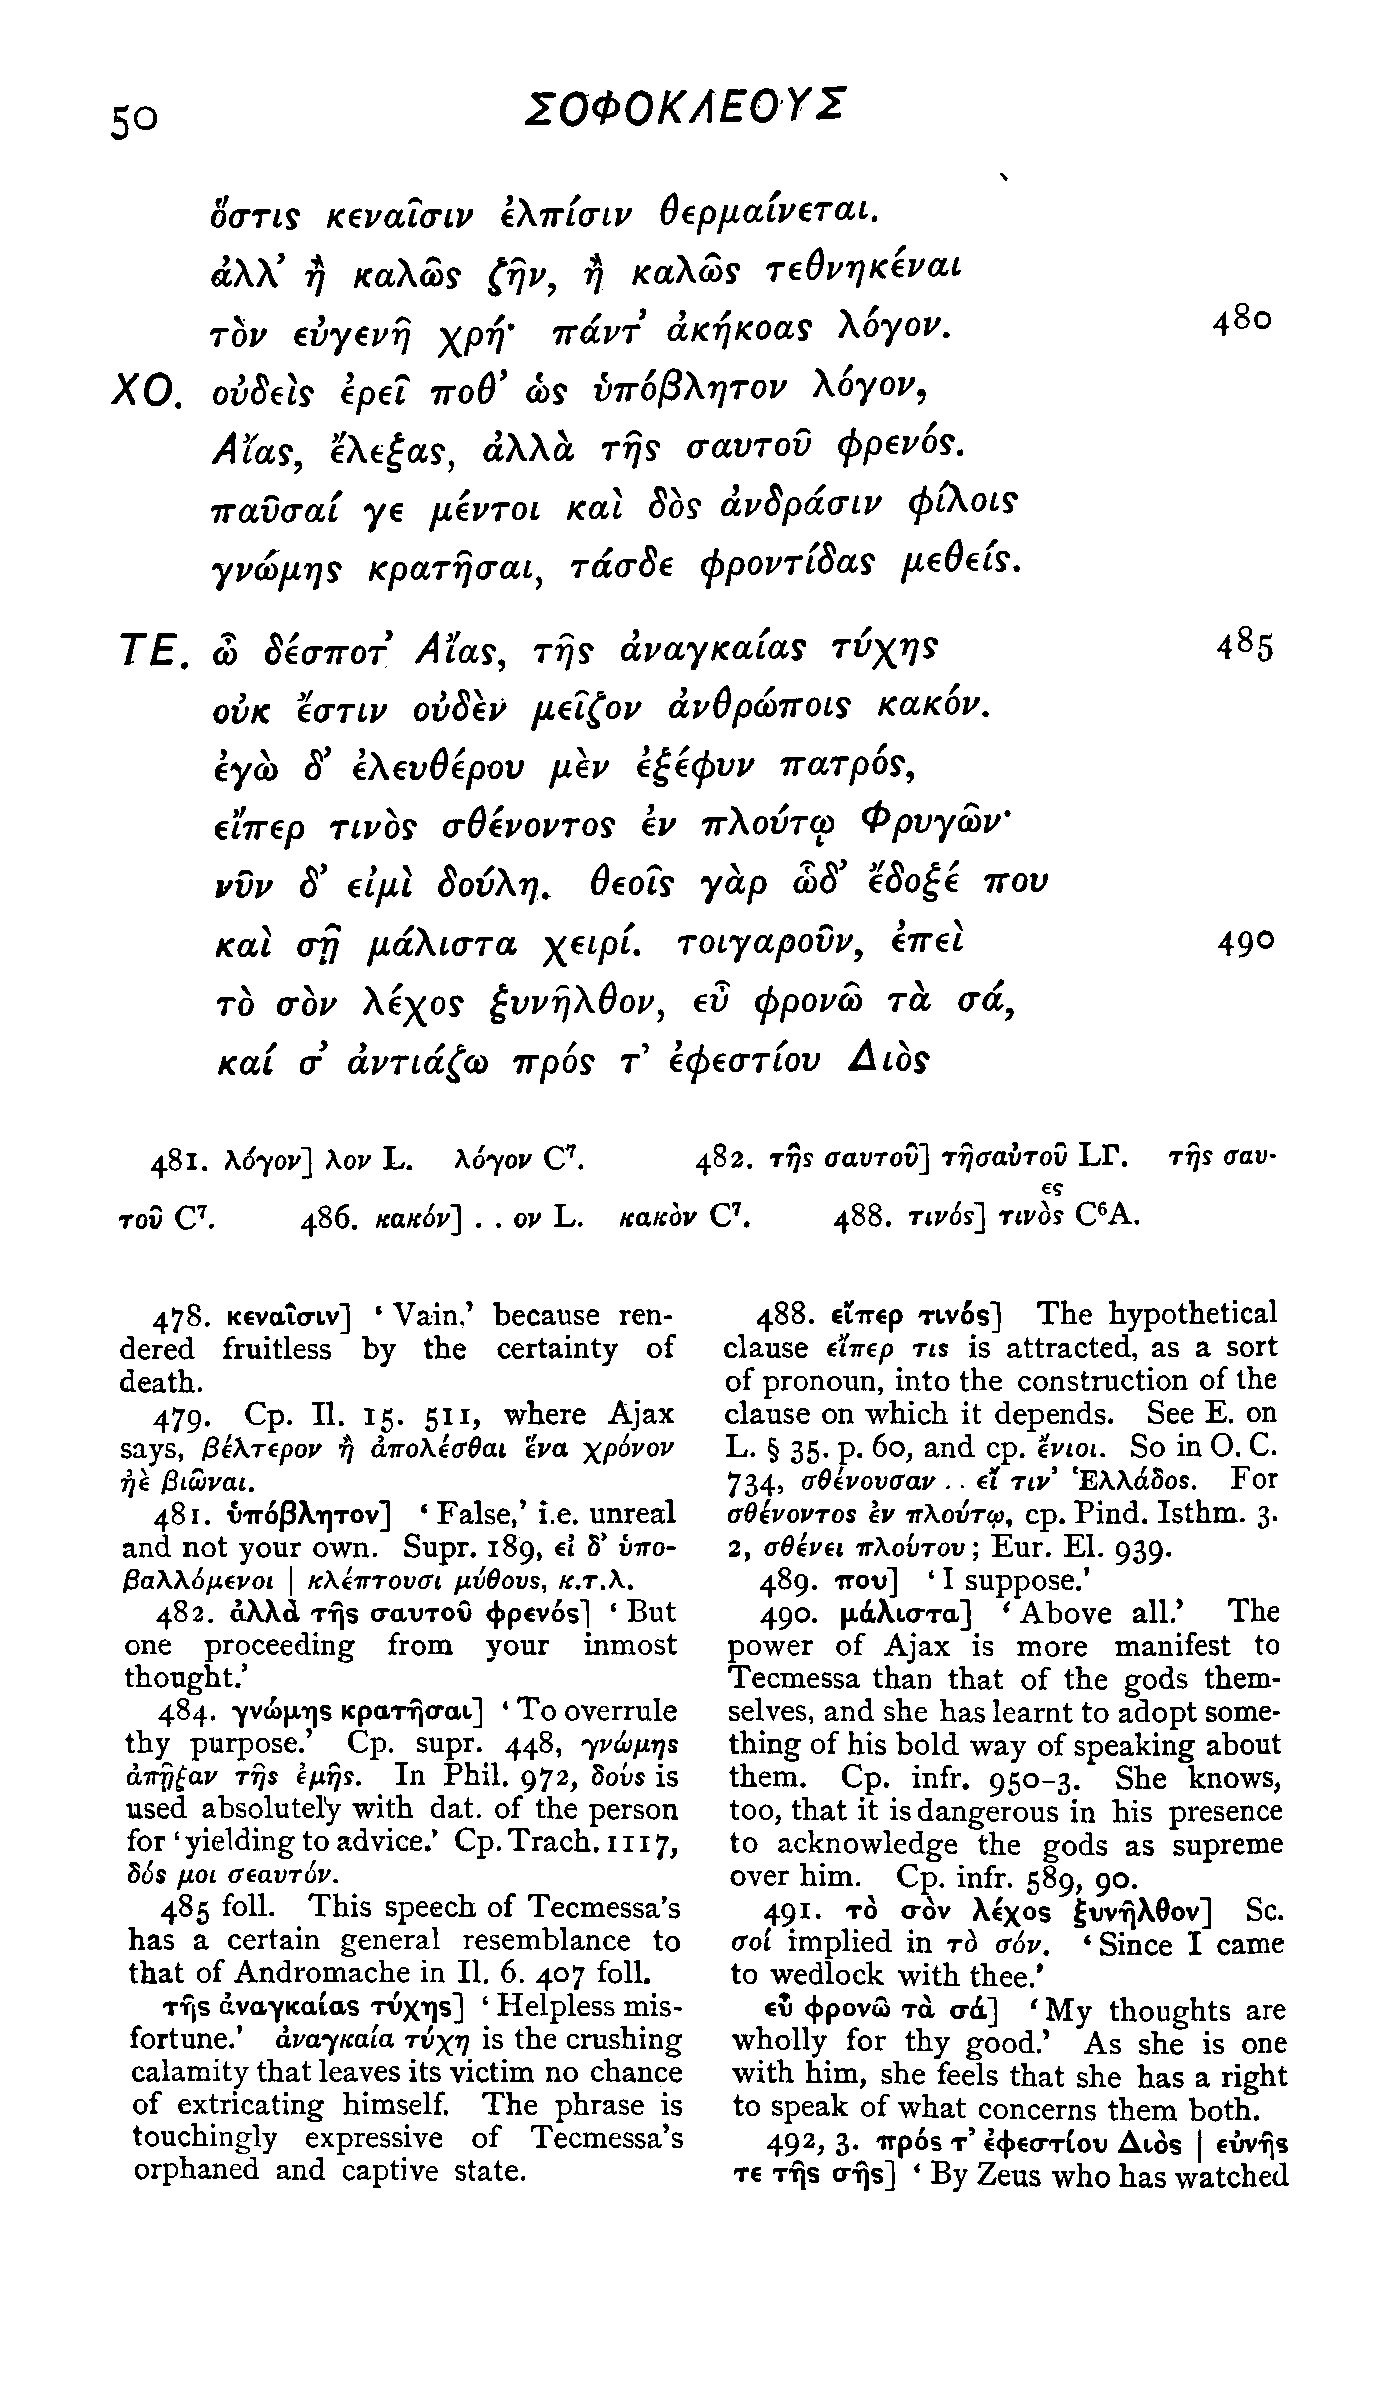 50
ΣΟΦΟΚΛΕΟΥΣ
ὅστις κεναῖσιν ἐλπίσιν θερμαίνεται.
ἀλλ’ ἢ καλῶς ζῆν, ἢ καλῶς τεθνηκέναι
τὸν εὐγενῆ χρή· πάντ’ ἀκήκοας λόγον. 480
ΧΟ. οὐδεὶς ἐρεῖ ποθ’ ὡς ὑπόβλητον λόγον,
Αἴας, ἔλεξας, ἀλλὰ τῆς σαυτοῦ φρενός.
παῦσαί γε μέντοι καὶ δὸς ἀνδράσιν φίλοις
γνώμης κρατῆσαι, τάσδε φροντίδας μεθείς.
ΤΕ. ὦ δέσποτ’ Αἴας, τῆς ἀναγκαίας τύχης 485
οὐκ ἔστιν οὐδὲν μεῖζον ἀνθρώποις κακόν.
ἐγὼ δ’ ἐλευθέρου μὲν ἐξέφυν πατρός,
εἴπερ τινὸς σθένοντος ἐν πλούτῳ Φρυγῶν·
νῦν δ’ εἰμὶ δούλη. θεοῖς γὰρ ὧδ’ ἔδοξέ που
καὶ σῇ μάλιστα χειρί. τοιγαροῦν, ἐπεὶ 490
τὸ σὸν λέχος ξυνῆλθον, εὖ φρονῶ τὰ σά,
καί σ’ ἀντιάζω πρός τ’ ἐφεστίου Διὸς
481. λόγον] λον L. λόγον C⁷. 482. τῆς σαυτοῦ] τῆσαὐτοῦ LΓ. τῆς σαυ-
τοῦ C⁷. 486. κακόν] . . ον L. κακὸν C⁷. 488. τινός] τινὸς ες C⁶A.
478. κεναῖσιν] ‘Vain,’ because ren-
dered fruitless by the certainty of
death.
479. Cp. Il. 15. 511, where Ajax
says, βέλτερον ἢ ἀπολέσθαι ἕνα χρόνον
ἠὲ βιῶναι.
481. ὑπόβλητον] ‘False,’ i.e. unreal
and not your own. Supr. 189, εἰ δ’ ὑπο-
βαλλόμενοι | κλέπτουσι μύθους, κ.τ.λ.
482. ἀλλὰ τῆς σαυτοῦ φρενός] ‘But
one proceeding from your inmost
thought.’
484. γνώμης κρατῆσαι] ‘To overrule
thy purpose.’ Cp. supr. 448, γνώμης
ἀπῇξαν τῆς ἐμῆς. In Phil. 972, δούς is
used absolutely with dat. of the person
for ‘yielding to advice.’ Cp. Trach. 1117,
δός μοι σεαυτόν.
485 foll. This speech of Tecmessa’s
has a certain general resemblance to
that of Andromache in Il. 6. 407 foll.
τῆς ἀναγκαίας τύχης] ‘Helpless mis-
fortune.’ ἀναγκαία τύχη is the crushing
calamity that leaves its victim no chance
of extricating himself. The phrase is
touchingly expressive of Tecmessa’s
orphaned and captive state.
488. εἴπερ τινός] The hypothetical
clause εἴπερ τις is attracted, as a sort
of pronoun, into the construction of the
clause on which it depends. See E. on
L. § 35. p. 60, and cp. ἔνιοι. So in O. C.
734, σθένουσαν . . εἴ τιν’ Ἑλλάδος. For
σθένοντος ἐν πλούτῳ, cp. Pind. Isthm. 3.
2, σθένει πλούτου; Eur. El. 939.
489. που] ‘I suppose.’
490. μάλιστα] ‘Above all.’ The
power of Ajax is more manifest to
Tecmessa than that of the gods them-
selves, and she has learnt to adopt some-
thing of his bold way of speaking about
them. Cp. infr. 950-3. She knows,
too, that it is dangerous in his presence
to acknowledge the gods as supreme
over him. Cp. infr. 589, 90.
491. τὸ σὸν λέχος ξυνῆλθον] Sc.
σοί implied in τὸ σόν. ‘Since I came
to wedlock with thee.’
εὖ φρονῶ τὰ σά] ‘My thoughts are
wholly for thy good.’ As she is one
with him, she feels that she has a right
to speak of what concerns them both.
492, 3. πρός τ’ ἐφεστίου Διὸς | εὐνῆς
τε τῆς σῆς] ‘By Zeus who has watched